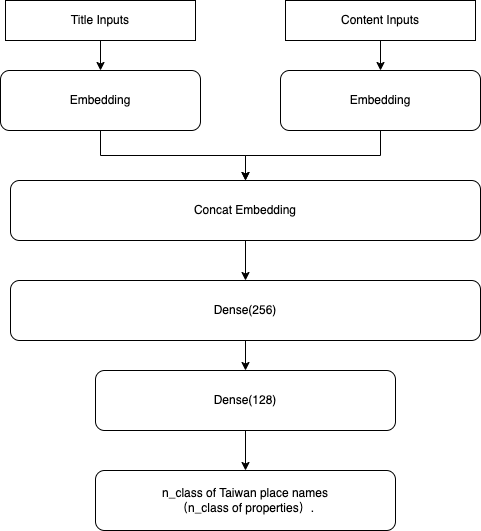 Title Inputs
Content Inputs
Embedding
Embedding
Concat Embedding
Dense(256)
Dense(128)
n_class of Taiwan place names
（n_class of properties）.